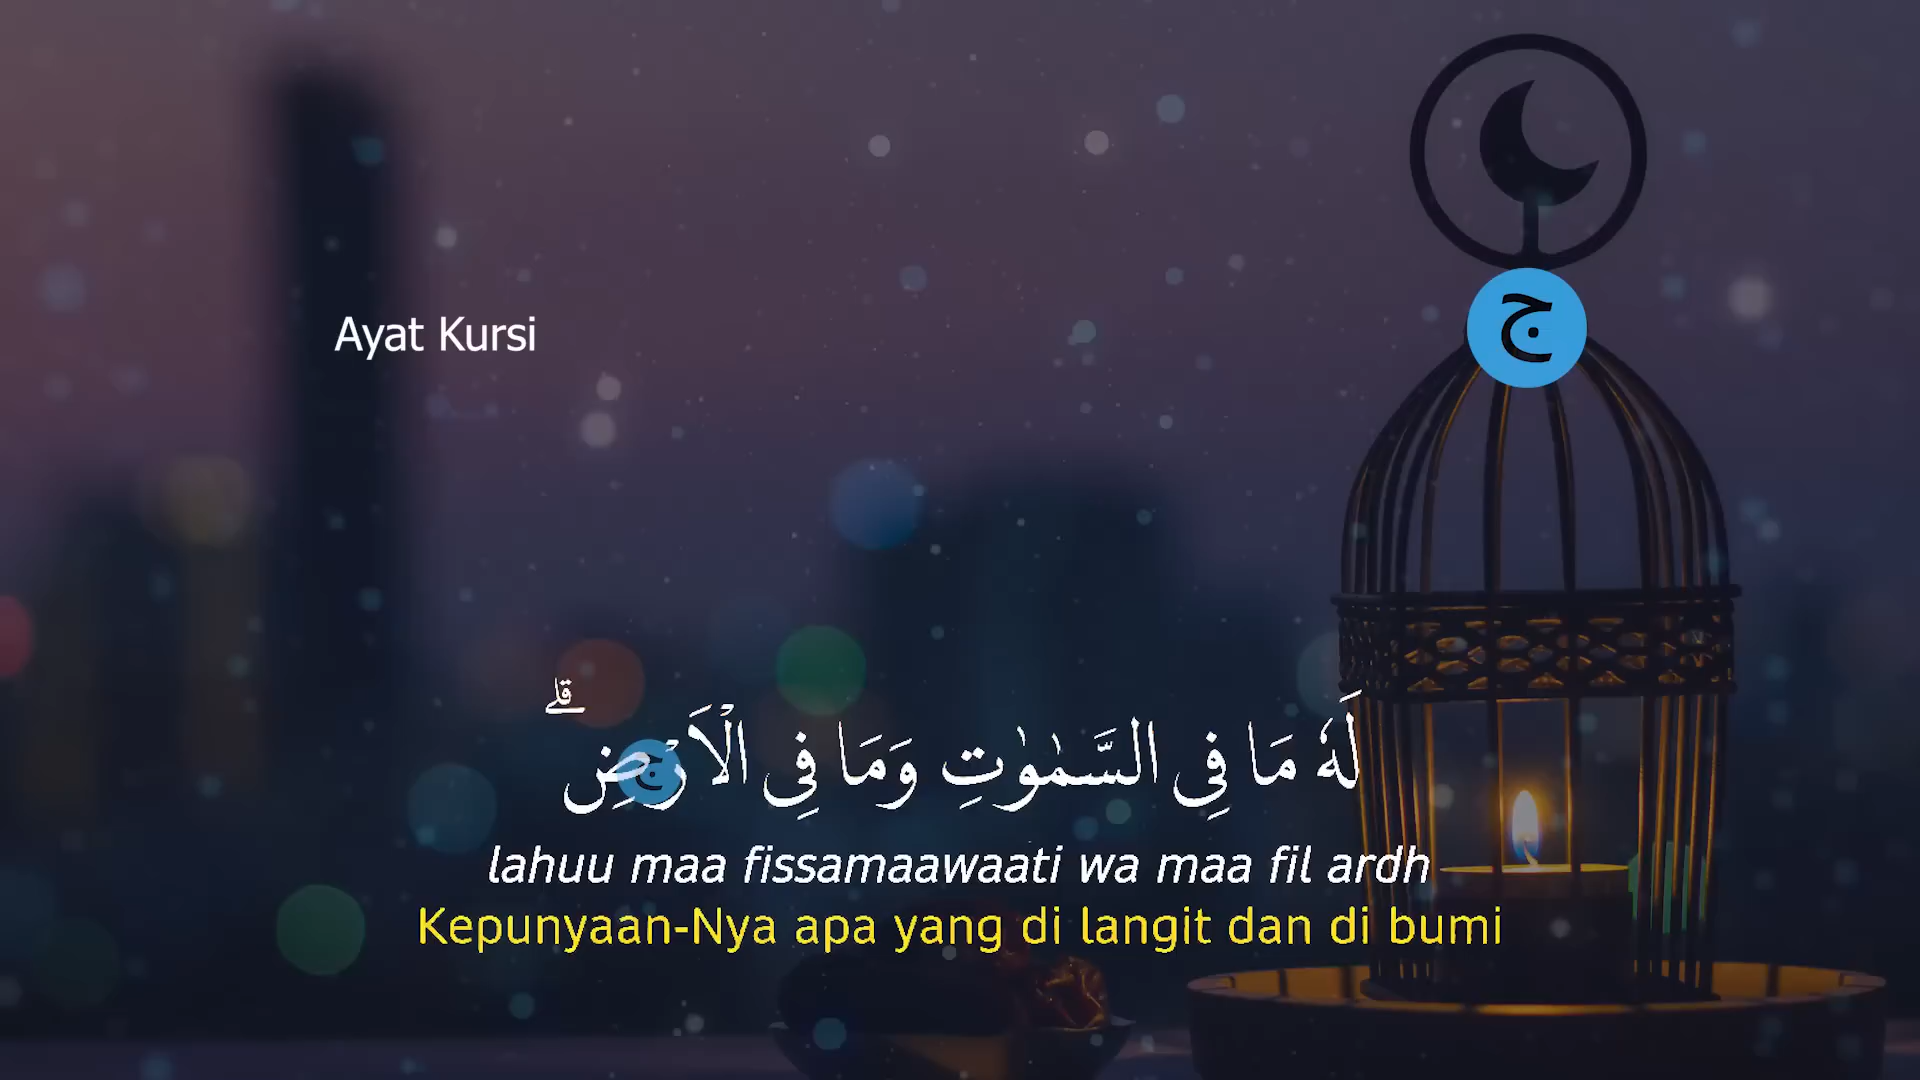 ج
Ayat Kursi
لَهٗ مَا فِى السَّمٰوٰتِ وَمَا فِى الْاَرْضِ ۗ
ج
lahuu maa fissamaawaati wa maa fil ardh
Kepunyaan-Nya apa yang di langit dan di bumi